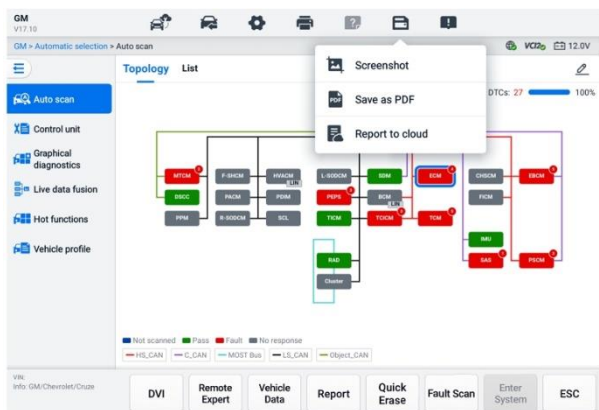 GM
V17.10
GM > Automatic selection > Auto scan
VCI2
12.0V
Screenshot
Save as PDF
Report to cloud
Topology
List
DTCs: 27
100%
Auto scan
Control unit
Graphical
diagnostics
Live data fusion
Hot functions
Vehicle profile
MTCM
F-SHCM
HVACM
LIN
L-SODCM
SDM
ECM
CHSCM
EBCM
DSCC
PACM
PDIM
PEPS
BCM
LIN
FICM
PPM
R-SODCM
SCL
TICM
TCICM
TCM
IMU
RAD
SAS
PSCM
Cluster
Not scanned
Pass
Fault
No response
HS_CAN
C_CAN
MOST Bus
LS_CAN
Object_CAN
VIN:
Info: GM/Chevrolet/Cruze
DVI
Remote
Expert
Vehicle
Data
Report
Quick
Erase
Fault Scan
Enter
System
ESC